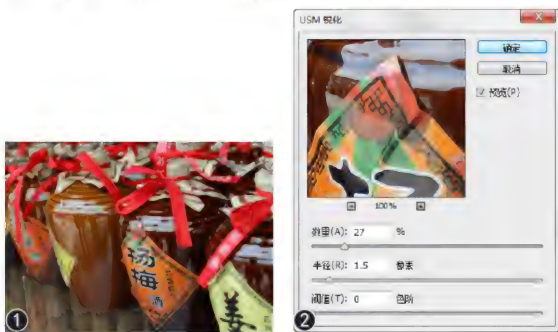 杨梅
酒
姜
1
USM 锐化
确定
取消
预览(P)
100%
数量(A): 27 %
半径(R): 1.5 像素
阈值(T): 0 色阶
2